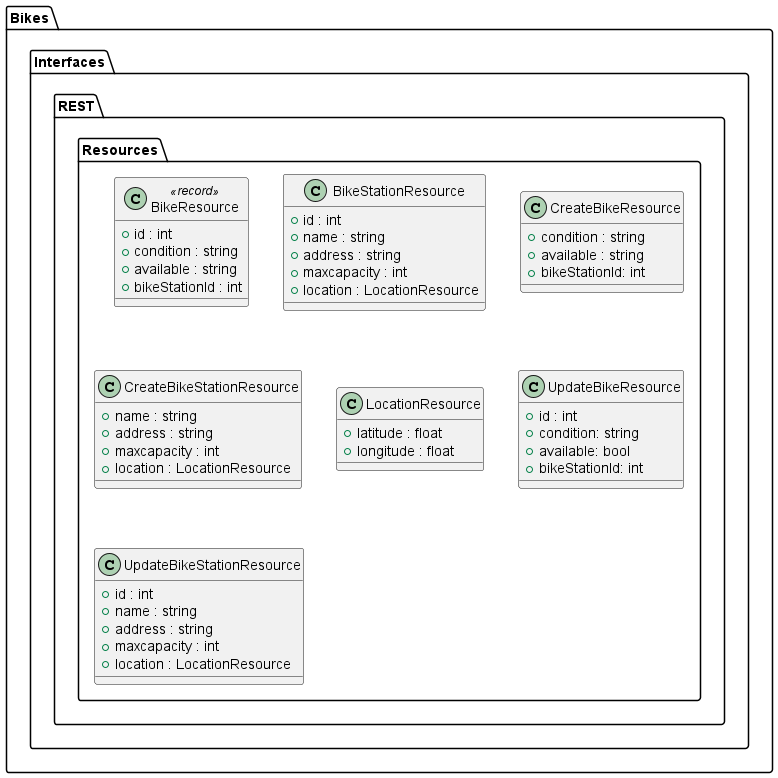 Bikes
Interfaces
REST
Resources
C
«record»
BikeResource
id : int
condition : string
available : string
bikeStationId : int
C BikeStationResource
id : int
name : string
address : string
maxcapacity : int
location : LocationResource
C CreateBikeResource
condition : string
available : string
bikeStationId: int
C CreateBikeStationResource
name : string
address : string
maxcapacity : int
location : LocationResource
C LocationResource
latitude : float
longitude : float
C UpdateBikeResource
id : int
condition: string
available: bool
bikeStationId: int
C UpdateBikeStationResource
id : int
name : string
address : string
maxcapacity : int
location : LocationResource